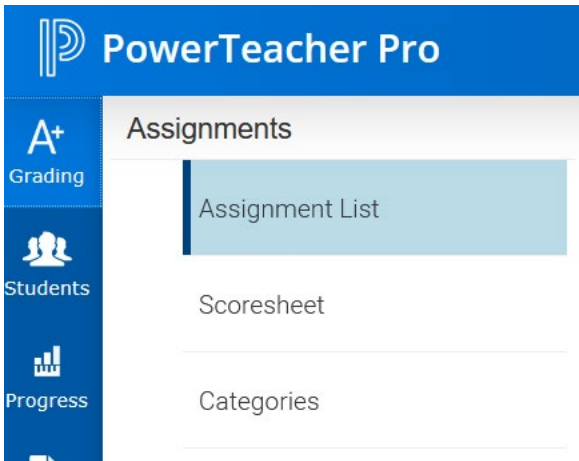 PowerTeacher Pro
A+
Grading
Assignments
Assignment List
Students
Scoresheet
Progress
Categories